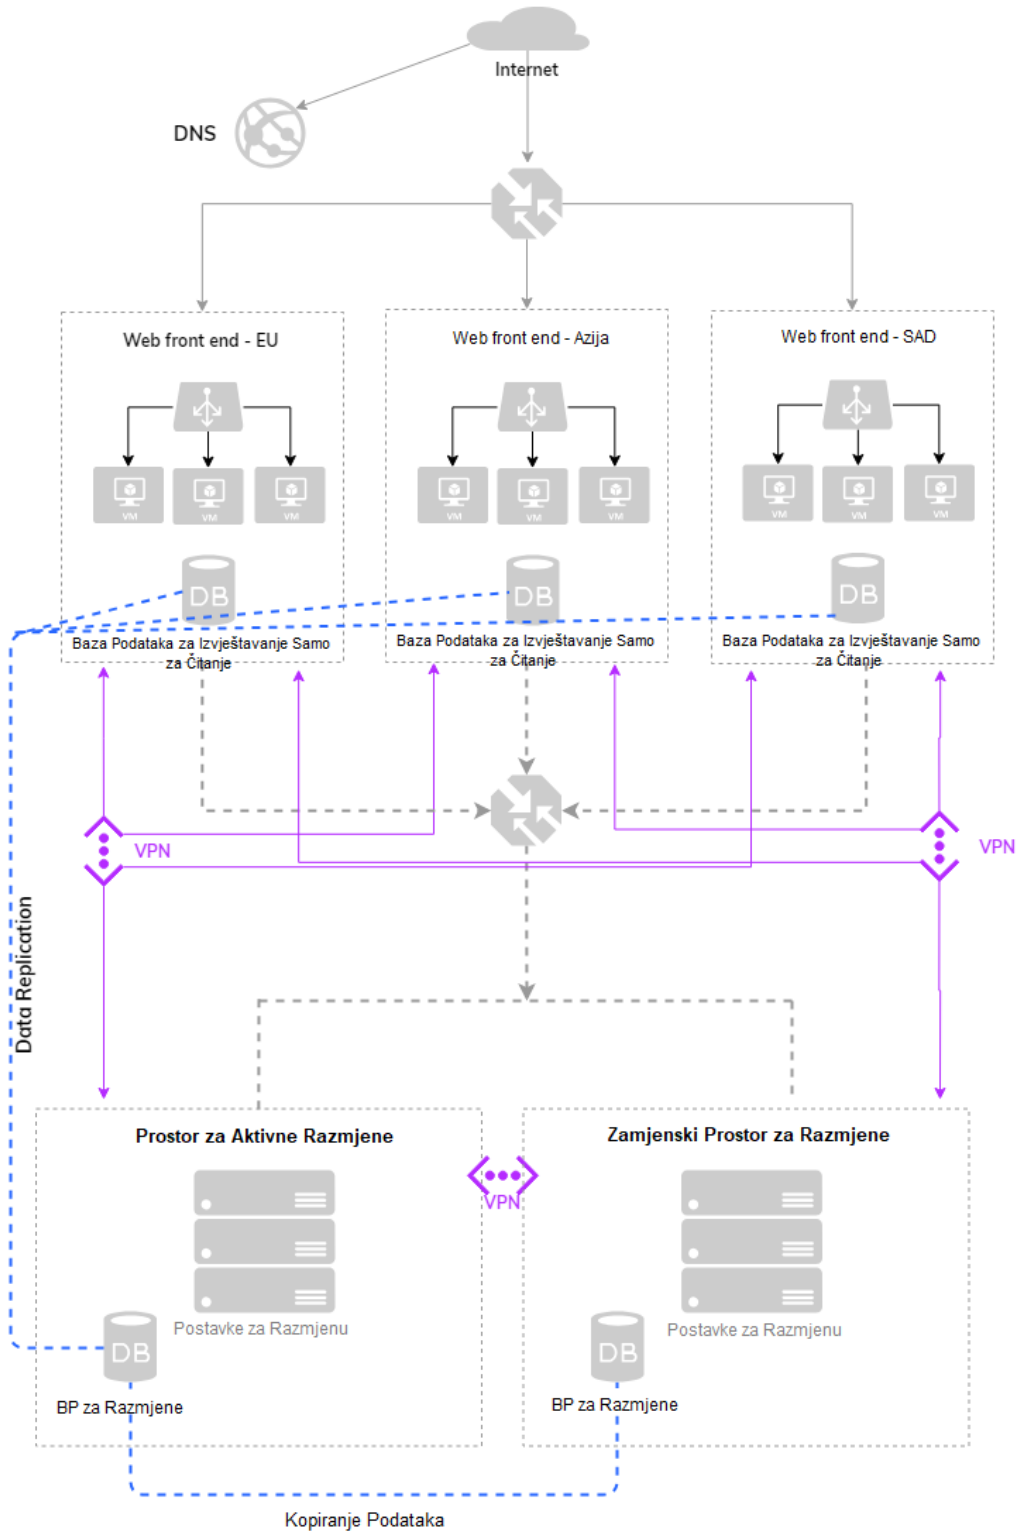 Internet
DNS
Web front end - EU
Web front end - Azija
Web front end - SAD
VM
VM
VM
VM
VM
VM
VM
VM
VM
DB
DB
DB
Baza Podataka za Izvještavanje Samo
za Čitanje
Baza Podataka za Izvještavanje Samo
za Čitanje
Baza Podataka za Izvještavanje Samo
za Čitanje
VPN
VPN
Data Replication
Prostor za Aktivne Razmjene
Zamjenski Prostor za Razmjene
VPN
Postavke za Razmjenu
Postavke za Razmjenu
DB
DB
BP za Razmjene
BP za Razmjene
Kopiranje Podataka